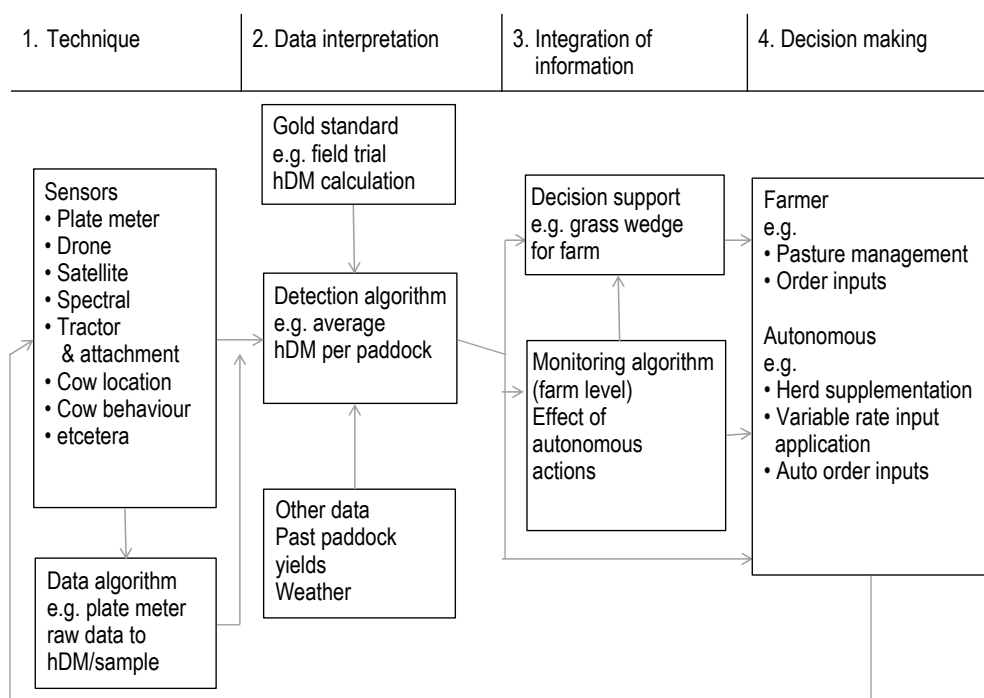 1. Technique
2. Data interpretation
3. Integration of
information
4. Decision making
Sensors
• Plate meter
• Drone
• Satellite
• Spectral
• Tractor
& attachment
• Cow location
• Cow behaviour
• etcetera
Data algorithm
e.g. plate meter
raw data to
hDM/sample
Gold standard
e.g. field trial
hDM calculation
Detection algorithm
e.g. average
hDM per paddock
Other data
Past paddock
yields
Weather
Decision support
e.g. grass wedge
for farm
Monitoring algorithm
(farm level)
Effect of
autonomous
actions
Farmer
e.g.
• Pasture management
• Order inputs
Autonomous
e.g.
• Herd supplementation
• Variable rate input
application
• Auto order inputs